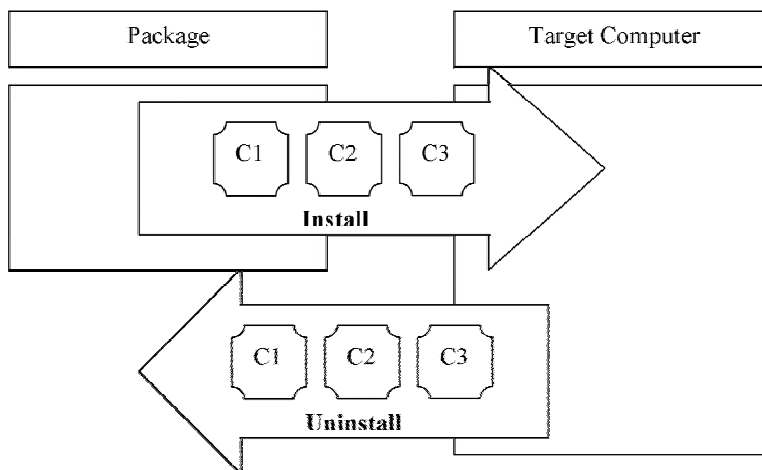 Package
Target Computer
C1 C2 C3
Install
C1 C2 C3
Uninstall